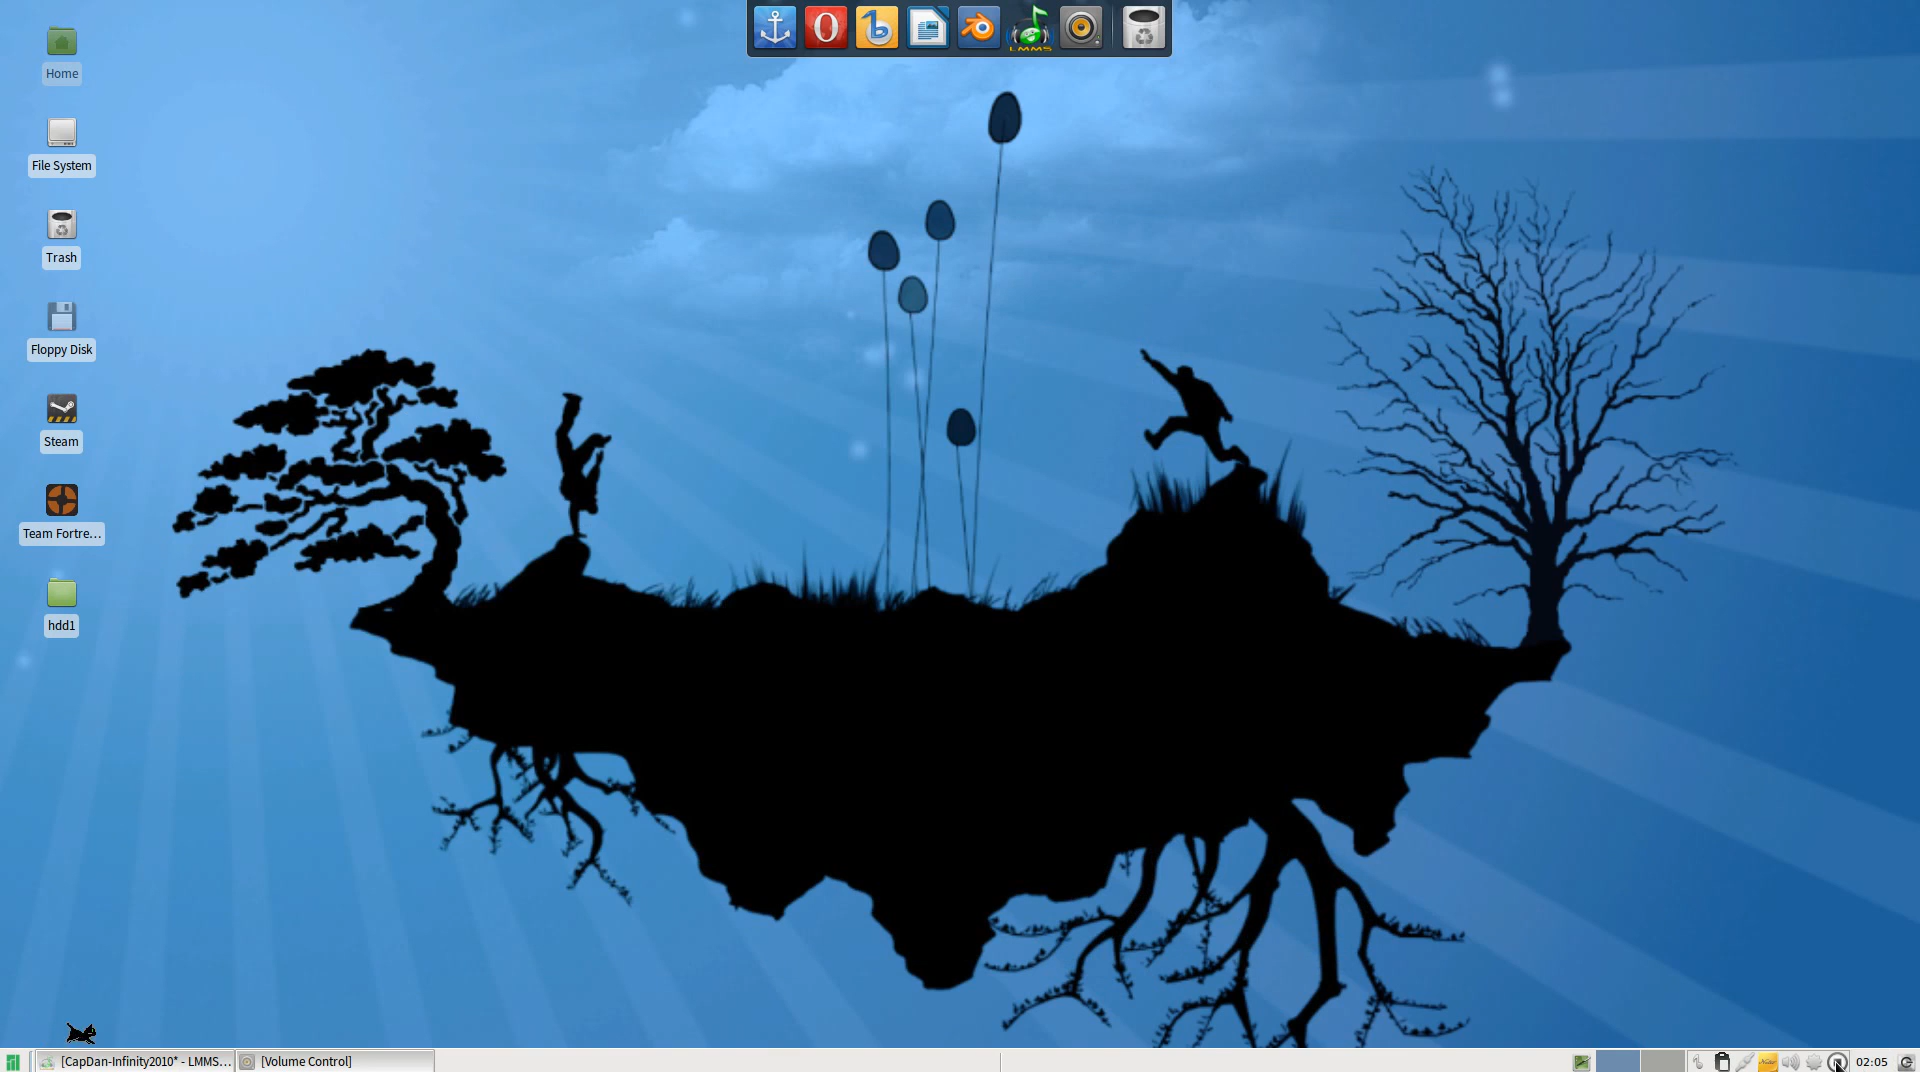 LMMS
Home
File System
Trash
Floppy Disk
Steam
Team Fortre...
hdd1
[CapDan-Infinity2010* - LMMS... [Volume Control] 02:05